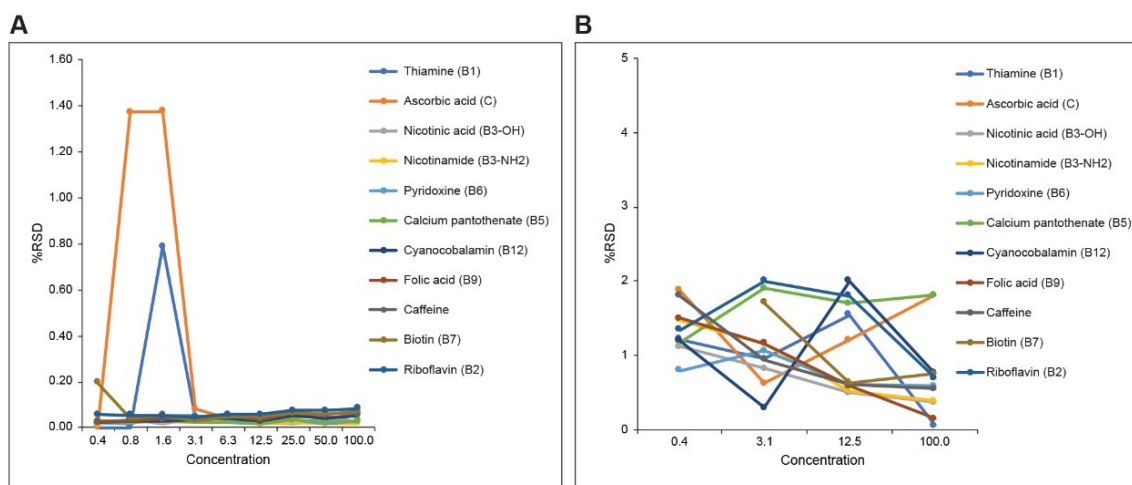 A
1.60
1.40
1.20
1.00
0.80
0.60
0.40
0.20
0.00
%RSD
0.4 0.8 1.6 3.1 6.3 12.5 25.0 50.0 100.0
Concentration
Thiamine (B1)
Ascorbic acid (C)
Nicotinic acid (B3-OH)
Nicotinamide (B3-NH2)
Pyridoxine (B6)
Calcium pantothenate (B5)
Cyanocobalamin (B12)
Folic acid (B9)
Caffeine
Biotin (B7)
Riboflavin (B2)
B
5
4
3
2
1
0
%RSD
0.4 3.1 12.5 100.0
Concentration
Thiamine (B1)
Ascorbic acid (C)
Nicotinic acid (B3-OH)
Nicotinamide (B3-NH2)
Pyridoxine (B6)
Calcium pantothenate (B5)
Cyanocobalamin (B12)
Folic acid (B9)
Caffeine
Biotin (B7)
Riboflavin (B2)